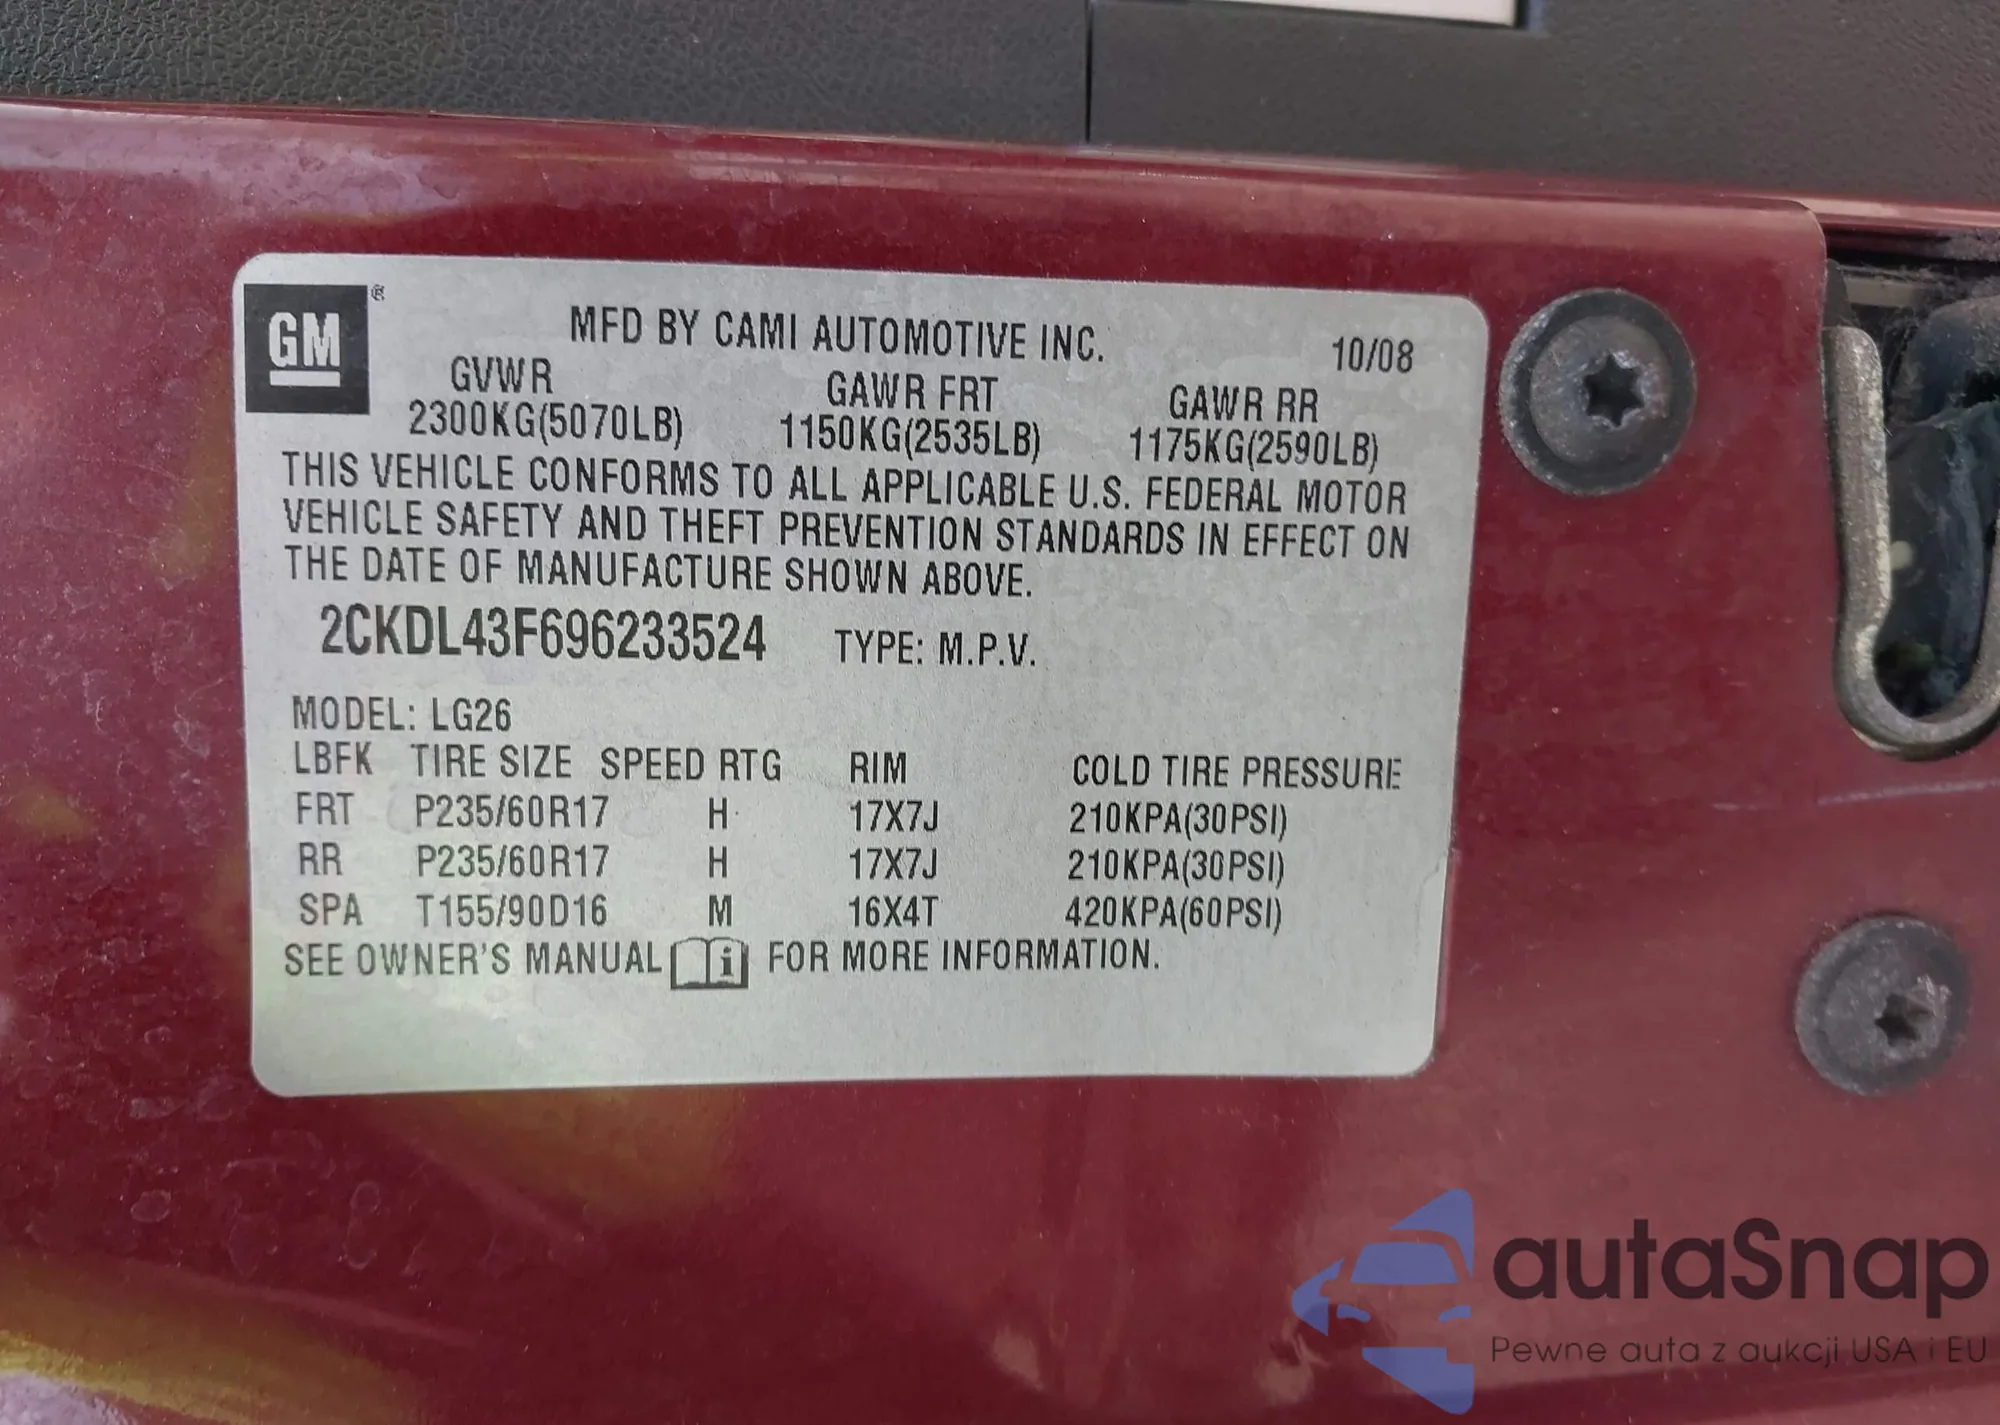 GM ®
MFD BY CAMI AUTOMOTIVE INC. 10/08
GVWR GAWR FRT GAWR RR
2300KG(5070LB) 1150KG(2535LB) 1175KG(2590LB)
THIS VEHICLE CONFORMS TO ALL APPLICABLE U.S. FEDERAL MOTOR
VEHICLE SAFETY AND THEFT PREVENTION STANDARDS IN EFFECT ON
THE DATE OF MANUFACTURE SHOWN ABOVE.
2CKDL43F696233524 TYPE: M.P.V.
MODEL: LG26
LBFK TIRE SIZE SPEED RTG RIM COLD TIRE PRESSURE
FRT P235/60R17 H 17X7J 210KPA(30PSI)
RR P235/60R17 H 17X7J 210KPA(30PSI)
SPA T155/90D16 M 16X4T 420KPA(60PSI)
SEE OWNER'S MANUAL i FOR MORE INFORMATION.
autaSnap
Pewne auta z aukcji USA i EU